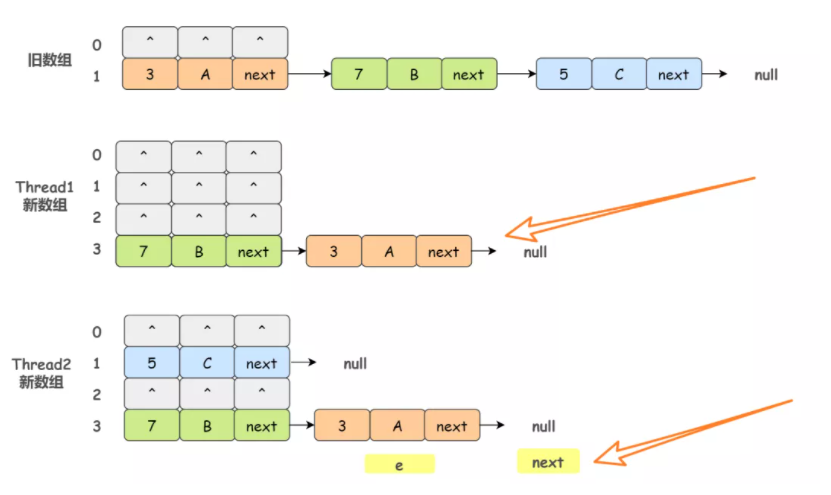 0 ^ ^ ^
旧数组
1 3 A next 7 B next 5 C next null
0 ^ ^ ^
Thread1 1 ^ ^ ^
新数组
2 ^ ^ ^
3 7 B next 3 A next null
0 ^ ^ ^
Thread2 1 5 C next null
新数组
2 ^ ^ ^
3 7 B next 3 A next null
e next